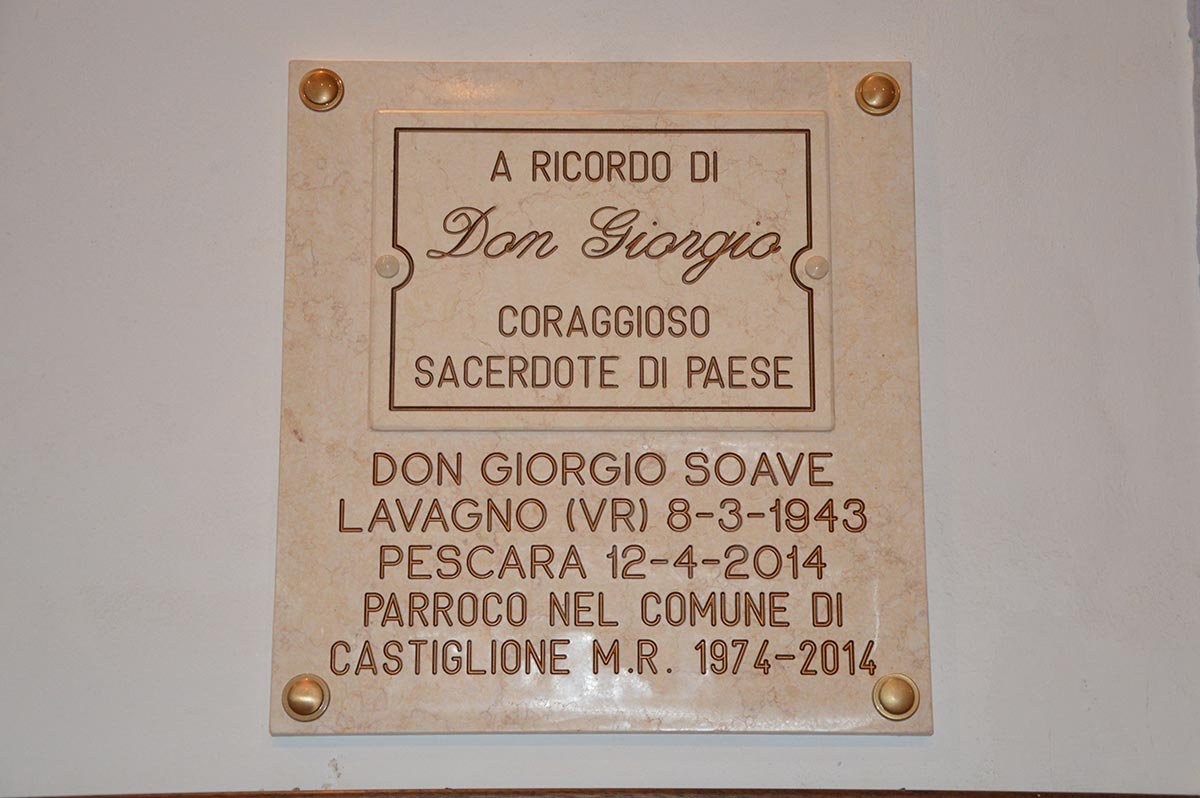 A RICORDO DI
Don Giorgio
CORAGGIOSO
SACERDOTE DI PAESE
DON GIORGIO SOAVE
LAVAGNO (VR) 8-3-1943
PESCARA 12-4-2014
PARROCO NEL COMUNE DI
CASTIGLIONE M.R. 1974-2014